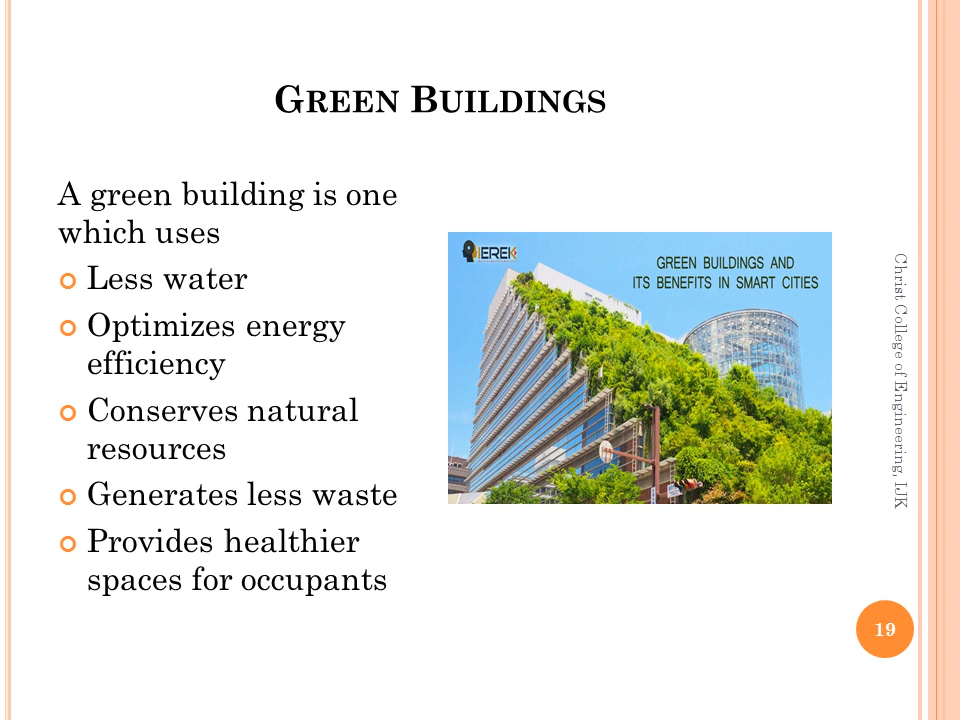 GREEN BUILDINGS
A green building is one
which uses
Less water
Optimizes energy
efficiency
Conserves natural
resources
Generates less waste
Provides healthier
spaces for occupants
IEREK
GREEN BUILDINGS AND
ITS BENEFITS IN SMART CITIES
Christ College of Engineering, IJK
19